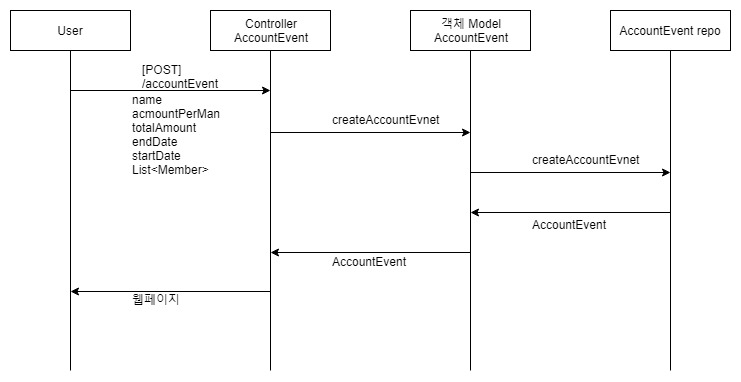 User
Controller
AccountEvent
객체 Model
AccountEvent
AccountEvent repo
[POST]
/accountEvent
name
acmountPerMan
totalAmount
endDate
startDate
List<Member>
createAccountEvnet
createAccountEvnet
AccountEvent
AccountEvent
웹페이지